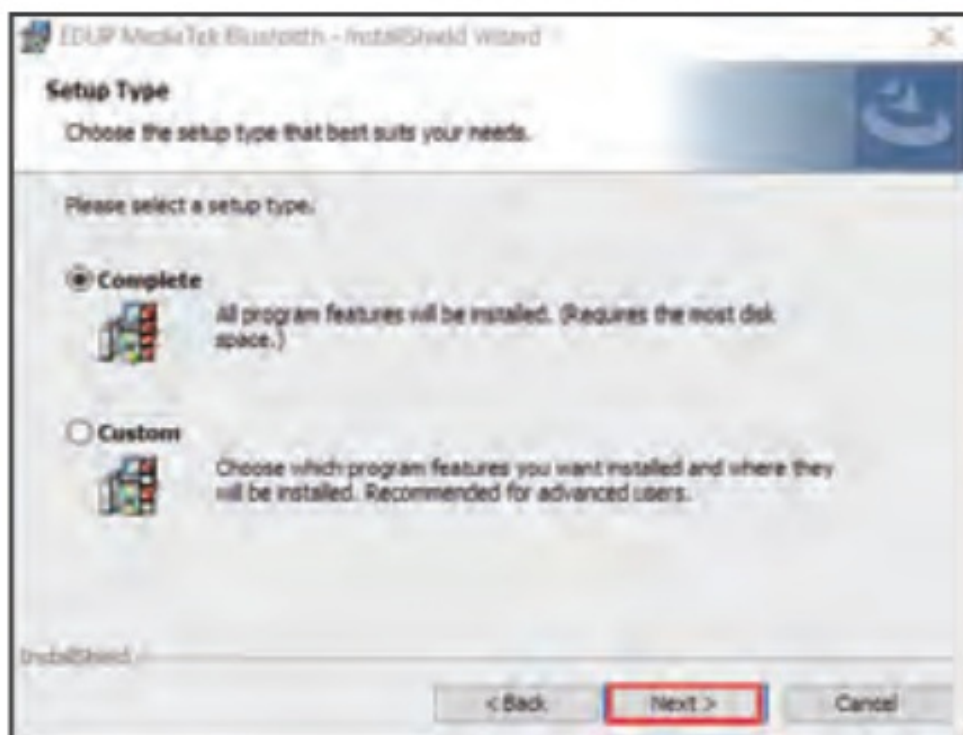 EDUP MediaTek Bluetooth - InstallShield Wizard
Setup Type
Choose the setup type that best suits your needs.
Please select a setup type.
Complete
All program features will be installed. (Requires the most disk
space.)
Custom
Choose which program features you want installed and where they
will be installed. Recommended for advanced users.
InstallShield
< Back
Next >
Cancel